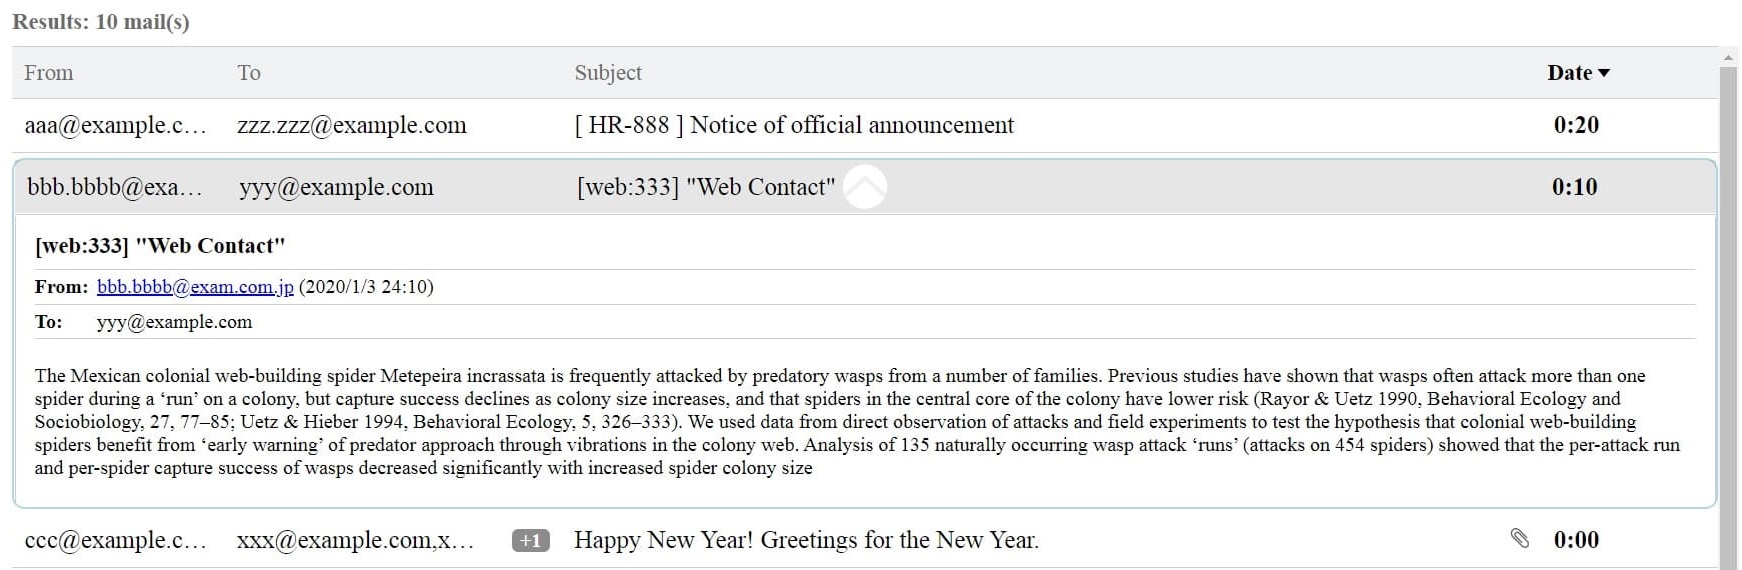 Results: 10 mail(s)
From To Subject Date▼
aaa@example.c... zzz.zzz@example.com [ HR-888 ] Notice of official announcement 0:20
bbb.bbbb@exa... yyy@example.com [web:333] "Web Contact" 0:10
[web:333] "Web Contact"
From: bbb.bbbb@exam.com.jp (2020/1/3 24:10)
To: yyy@example.com
The Mexican colonial web-building spider Metepeira incrassata is frequently attacked by predatory wasps from a number of families. Previous studies have shown that wasps often attack more than one
spider during a ‘run’ on a colony, but capture success declines as colony size increases, and that spiders in the central core of the colony have lower risk (Rayor & Uetz 1990, Behavioral Ecology and
Sociobiology, 27, 77–85; Uetz & Hieber 1994, Behavioral Ecology, 5, 326–333). We used data from direct observation of attacks and field experiments to test the hypothesis that colonial web-building
spiders benefit from ‘early warning’ of predator approach through vibrations in the colony web. Analysis of 135 naturally occurring wasp attack ‘runs’ (attacks on 454 spiders) showed that the per-attack run
and per-spider capture success of wasps decreased significantly with increased spider colony size
ccc@example.c... xxx@example.com,x... +1 Happy New Year! Greetings for the New Year. 0:00